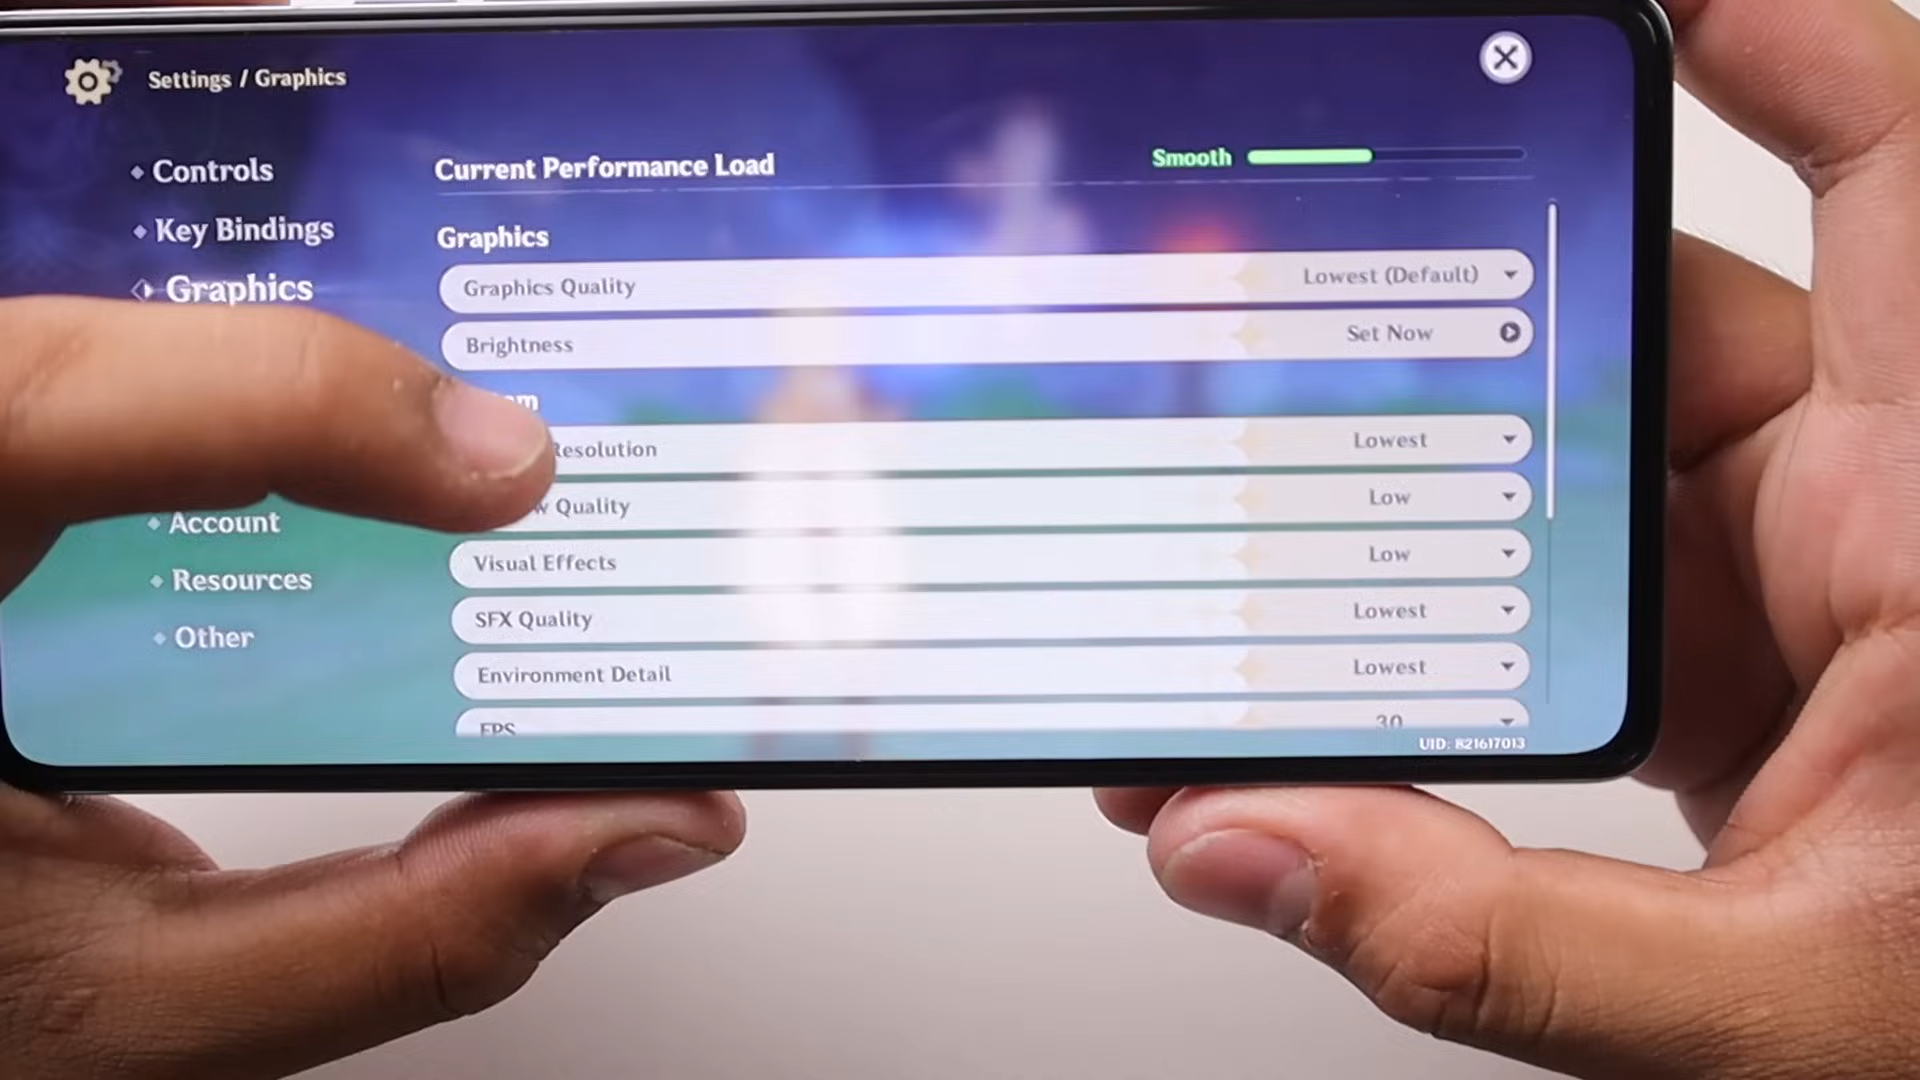 Settings / Graphics
Controls
Key Bindings
Graphics
Account
Resources
Other
Current Performance Load
Smooth
Graphics
Graphics Quality Lowest (Default)
Brightness Set Now
Resolution Lowest
Quality Low
Visual Effects Low
SFX Quality Lowest
Environment Detail Lowest
FPS 30
UID: 821617013